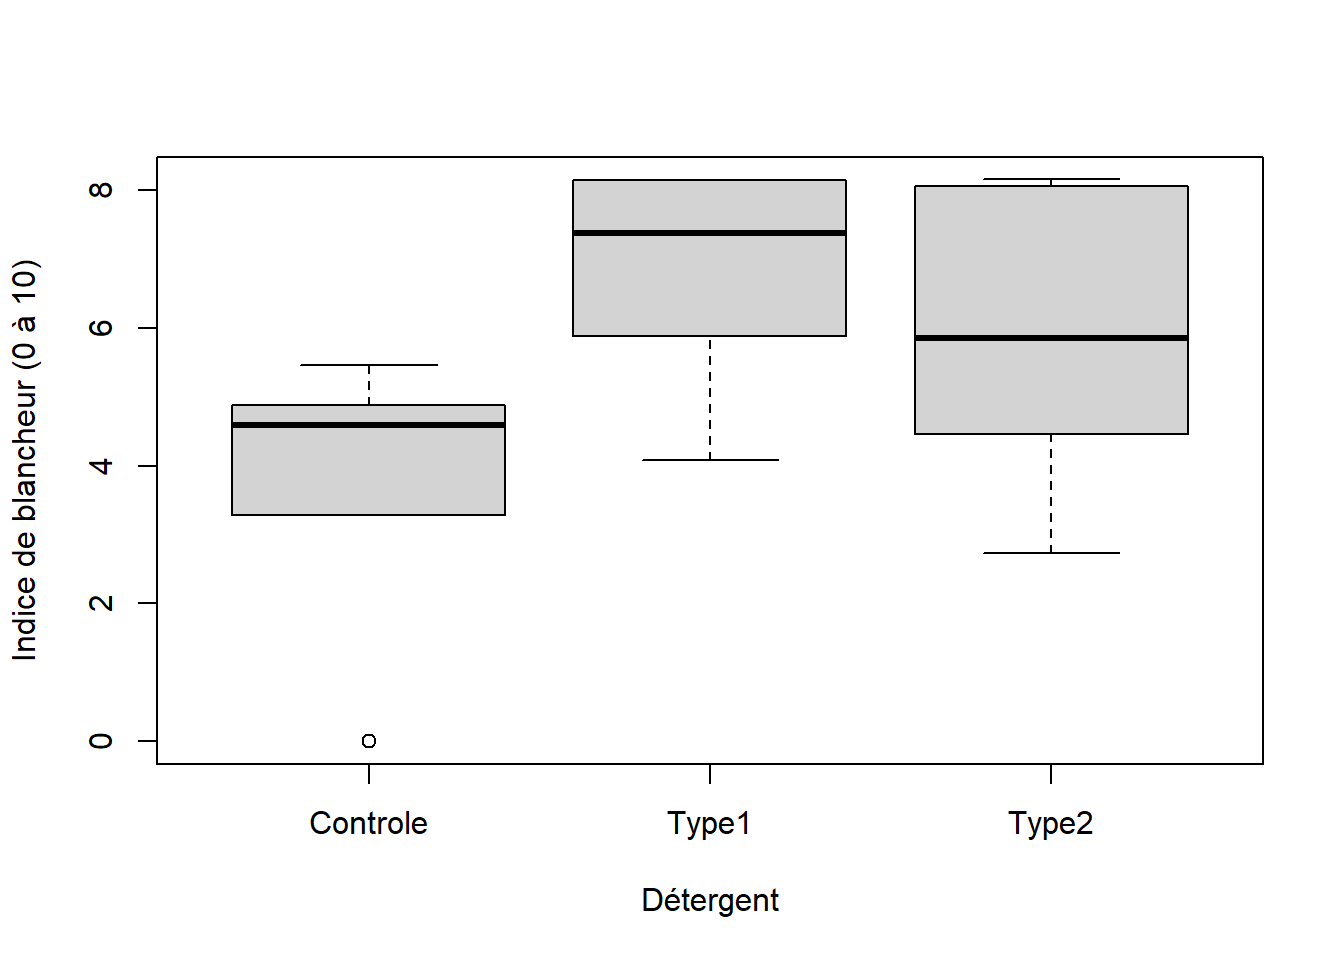 Indice de blancheur (0 à 10)
8
6
4
2
0
Controle Type1 Type2
Détergent